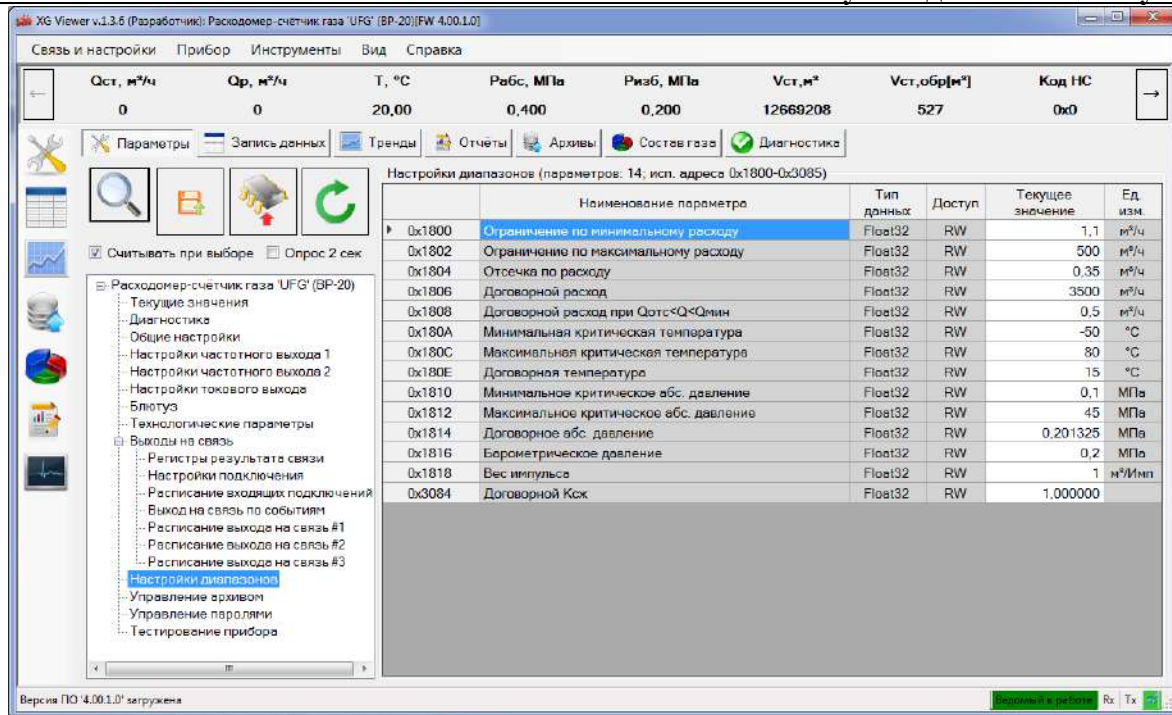 XG Viewer v.1.3.6 (Разработчик): Расходомер-счетчик газа 'UFG' (ВР-20)[FW 4.00.1.0]
Связь и настройки Прибор Инструменты Вид Справка
Qст, м³/ч Qр, м³/ч T, °C Рабс, МПа Ризб, МПа Vст,м³ Vст,обр[м³] Код НС
0 0 20,00 0,400 0,200 12669208 527 0x0
Параметры Запись данных Тренды Отчёты Архивы Состав газа Диагностика
Настройки диапазонов (параметров: 14; исп. адреса 0x1800-0x3085)
Наименование параметра Тип данных Доступ Текущее значение Ед. изм.
0x1800 Ограничение по минимальному расходу Float32 RW 1,1 м³/ч
0x1802 Ограничение по максимальному расходу Float32 RW 500 м³/ч
0x1804 Отсечка по расходу Float32 RW 0,35 м³/ч
0x1806 Договорной расход Float32 RW 3500 м³/ч
0x1808 Договорной расход при Qотс<Q<Qмин Float32 RW 0,5 м³/ч
0x180A Минимальная критическая температура Float32 RW -50 °C
0x180C Максимальная критическая температура Float32 RW 80 °C
0x180E Договорная температура Float32 RW 15 °C
0x1810 Минимальное критическое абс. давление Float32 RW 0,1 МПа
0x1812 Максимальное критическое абс. давление Float32 RW 45 МПа
0x1814 Договорное абс. давление Float32 RW 0,201325 МПа
0x1816 Барометрическое давление Float32 RW 0,2 МПа
0x1818 Вес импульса Float32 RW 1 м³/Имп
0x3084 Договорной Ксж Float32 RW 1,000000
Считывать при выборе Опрос 2 сек
Расходомер-счётчик газа 'UFG' (ВР-20)
Текущие значения
Диагностика
Общие настройки
Настройки частотного выхода 1
Настройки частотного выхода 2
Настройки токового выхода
Блютуз
Технологические параметры
Выходы на связь
Регистры результата связи
Настройки подключения
Расписание входящих подключений
Выход на связь по событиям
Расписание выхода на связь #1
Расписание выхода на связь #2
Расписание выхода на связь #3
Настройки диапазонов
Управление архивом
Управление паролями
Тестирование прибора
Версия ПО '4.00.1.0' загружена
Ведомый в работе Rx Tx